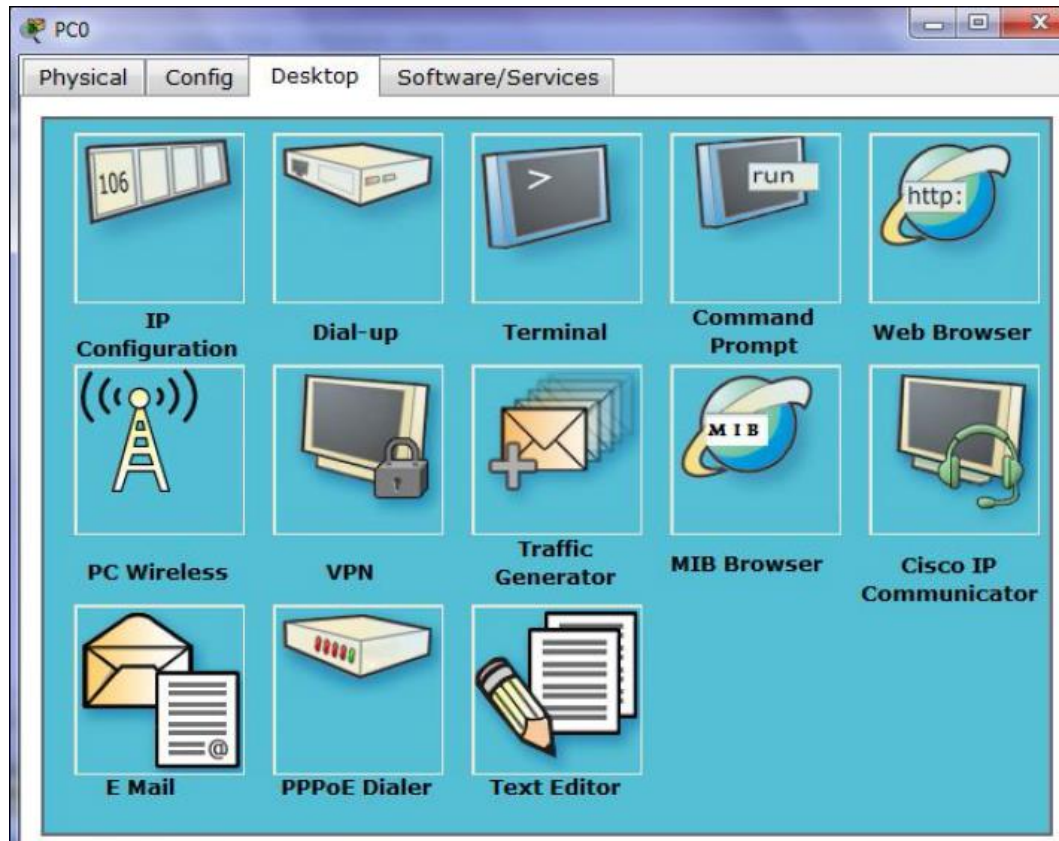 PC0
Physical Config Desktop Software/Services
106
>
run
http:
IP
Configuration
Dial-up
Terminal
Command
Prompt
Web Browser
MIB
PC Wireless
VPN
Traffic
Generator
MIB Browser
Cisco IP
Communicator
@
E Mail
PPPoE Dialer
Text Editor